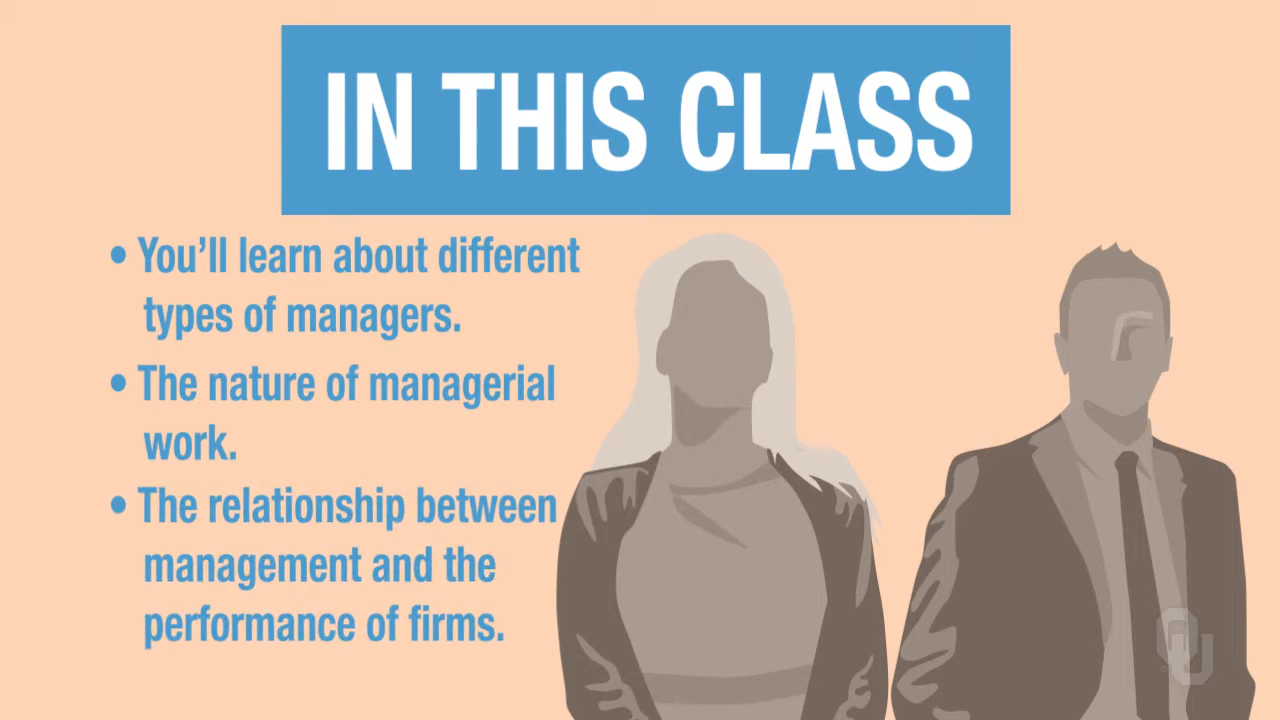 IN THIS CLASS
• You’ll learn about different
types of managers.
• The nature of managerial
work.
• The relationship between
management and the
performance of firms.
OU